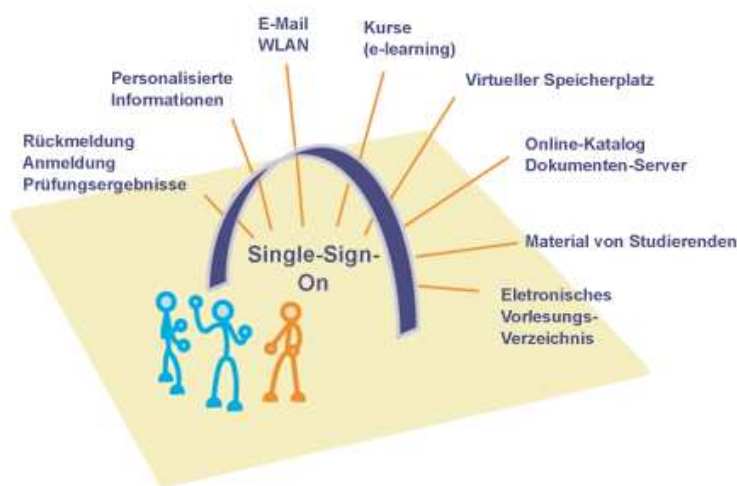 E-Mail
WLAN
Kurse
(e-learning)
Personalisierte
Informationen
Virtueller Speicherplatz
Rückmeldung
Anmeldung
Prüfungsergebnisse
Online-Katalog
Dokumenten-Server
Single-Sign-
On
Material von Studierenden
Eletronisches
Vorlesungs-
Verzeichnis